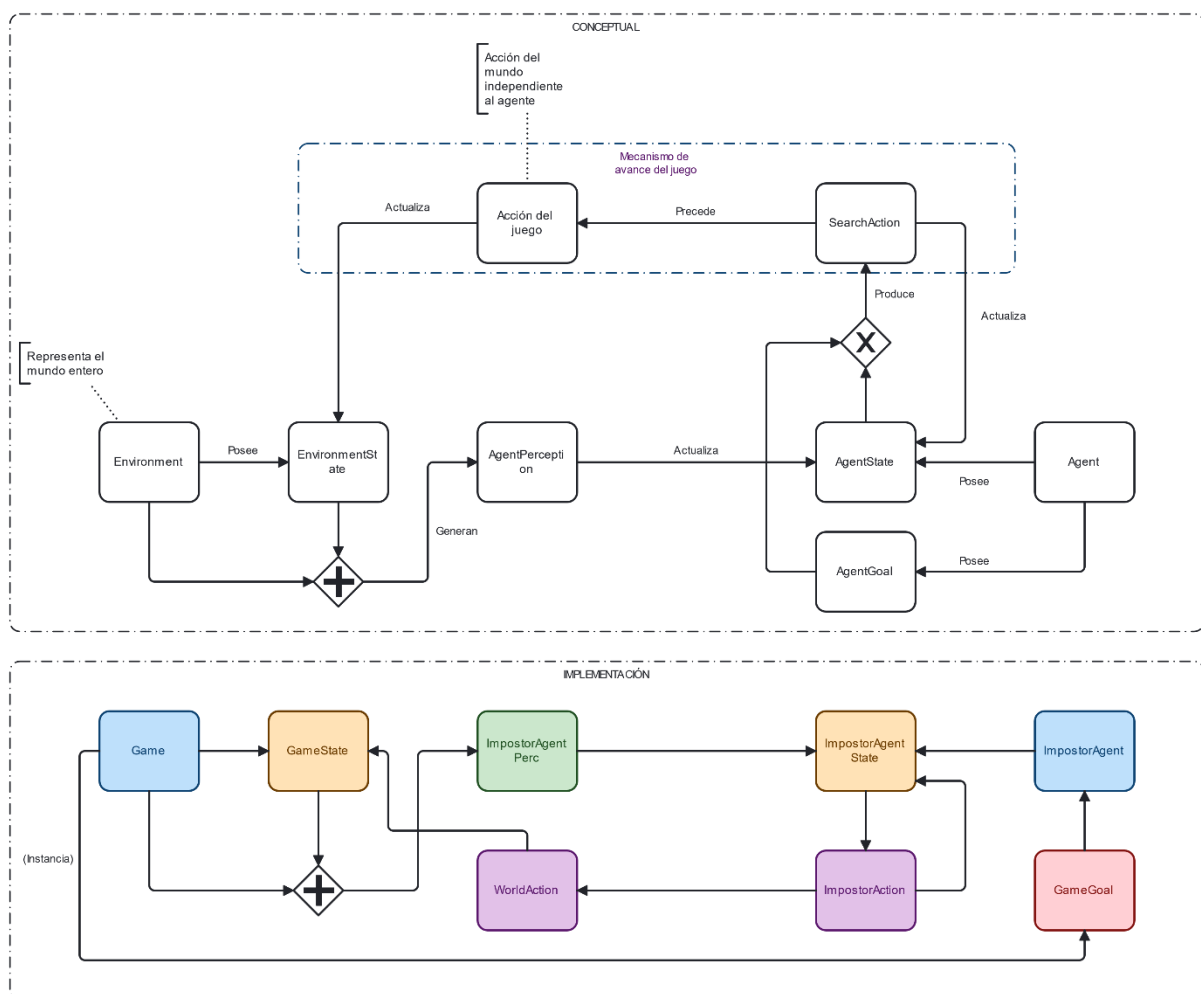 CONCEPTUAL
Acción del
mundo
independiente
al agente
Mecanismo de
avance del juego
Actualiza
Acción del
juego
Precede
SearchAction
Produce
Actualiza
X
Representa el
mundo entero
Environment
Posee
EnvironmentSt
ate
AgentPercepti
on
Actualiza
AgentState
Posee
Agent
Generan
AgentGoal
Posee
IMPLEMENTACIÓN
Game
GameState
ImpostorAgent
Perc
ImpostorAgent
State
ImpostorAgent
(Instancia)
WorldAction
ImpostorAction
GameGoal